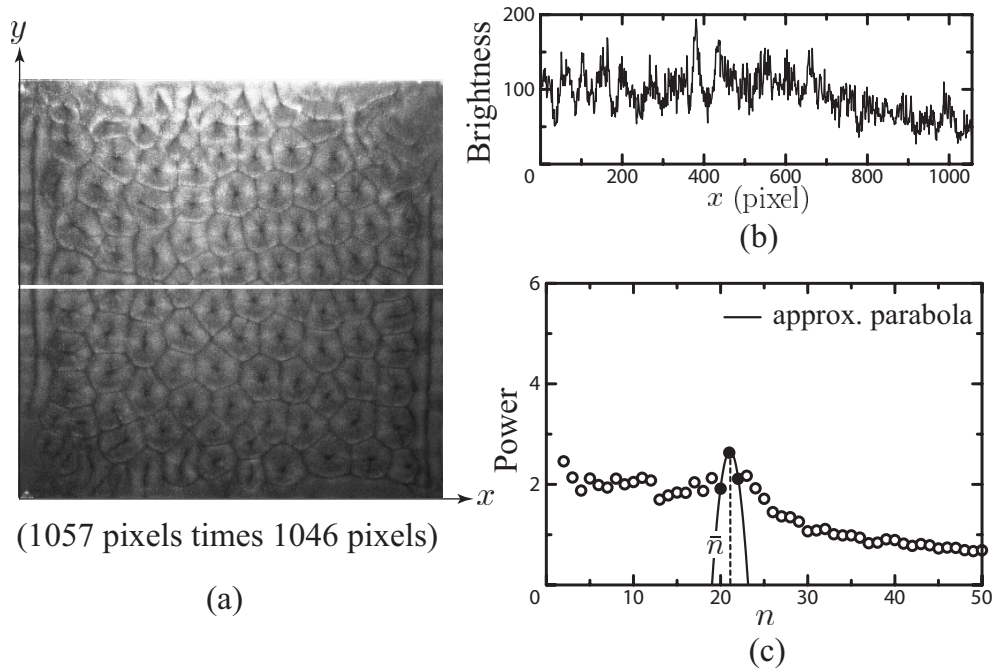 y
x
(1057 pixels times 1046 pixels)
(a)
200
100
0
Brightness
0 200 400 600 800 1000
x (pixel)
(b)
6
4
2
Power
approx. parabola
n̄
0 10 20 30 40 50
n
(c)